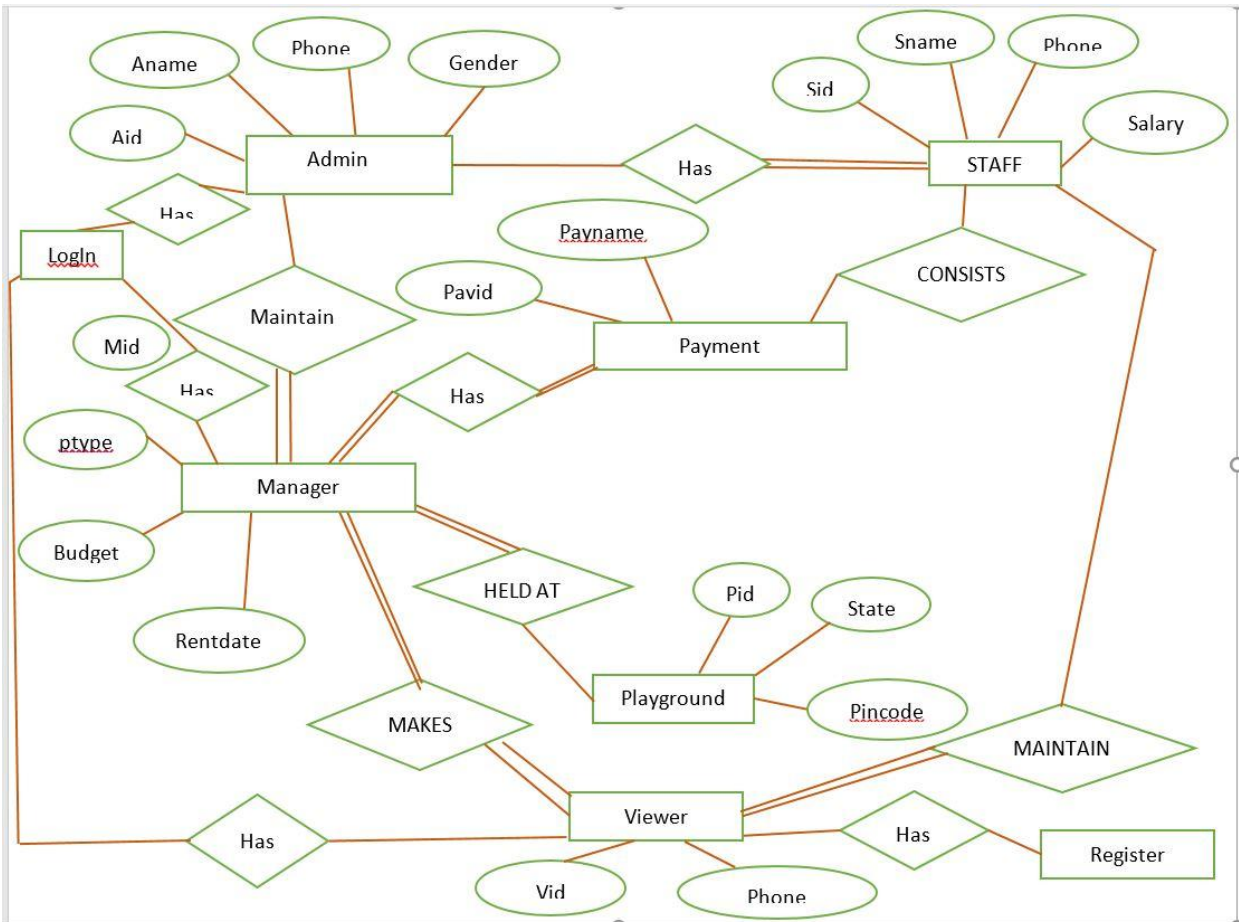 Sname
Phone
Phone
Aname
Gender
Sid
Salary
Aid
Admin
Has
STAFF
Has
Payname
LogIn
CONSISTS
Pavid
Maintain
Mid
Payment
Has
Has
ptype
Manager
Budget
HELD AT
Pid
State
Rentdate
Playground
Pincode
MAKES
MAINTAIN
Viewer
Has
Has
Register
Vid
Phone